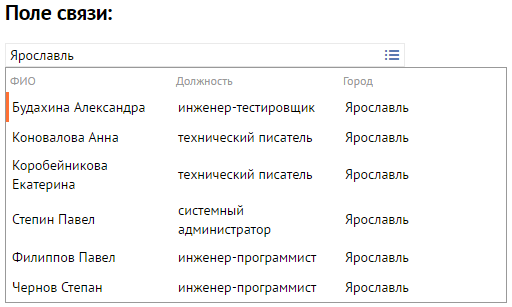 Поле связи:
Ярославль
ФИО Должность Город
Будахина Александра инженер-тестировщик Ярославль
Коновалова Анна технический писатель Ярославль
Коробейникова
Екатерина
технический писатель Ярославль
Степин Павел
системный
администратор
Ярославль
Филиппов Павел инженер-программист Ярославль
Чернов Степан инженер-программист Ярославль